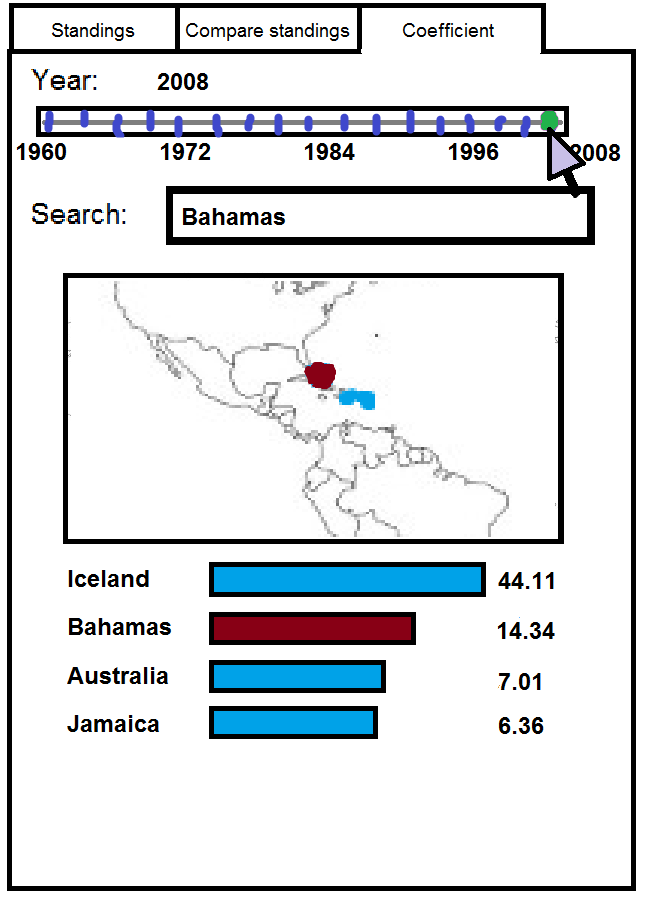 Standings Compare standings Coefficient
Year: 2008
1960 1972 1984 1996 2008
Search: Bahamas
Iceland 44.11
Bahamas 14.34
Australia 7.01
Jamaica 6.36